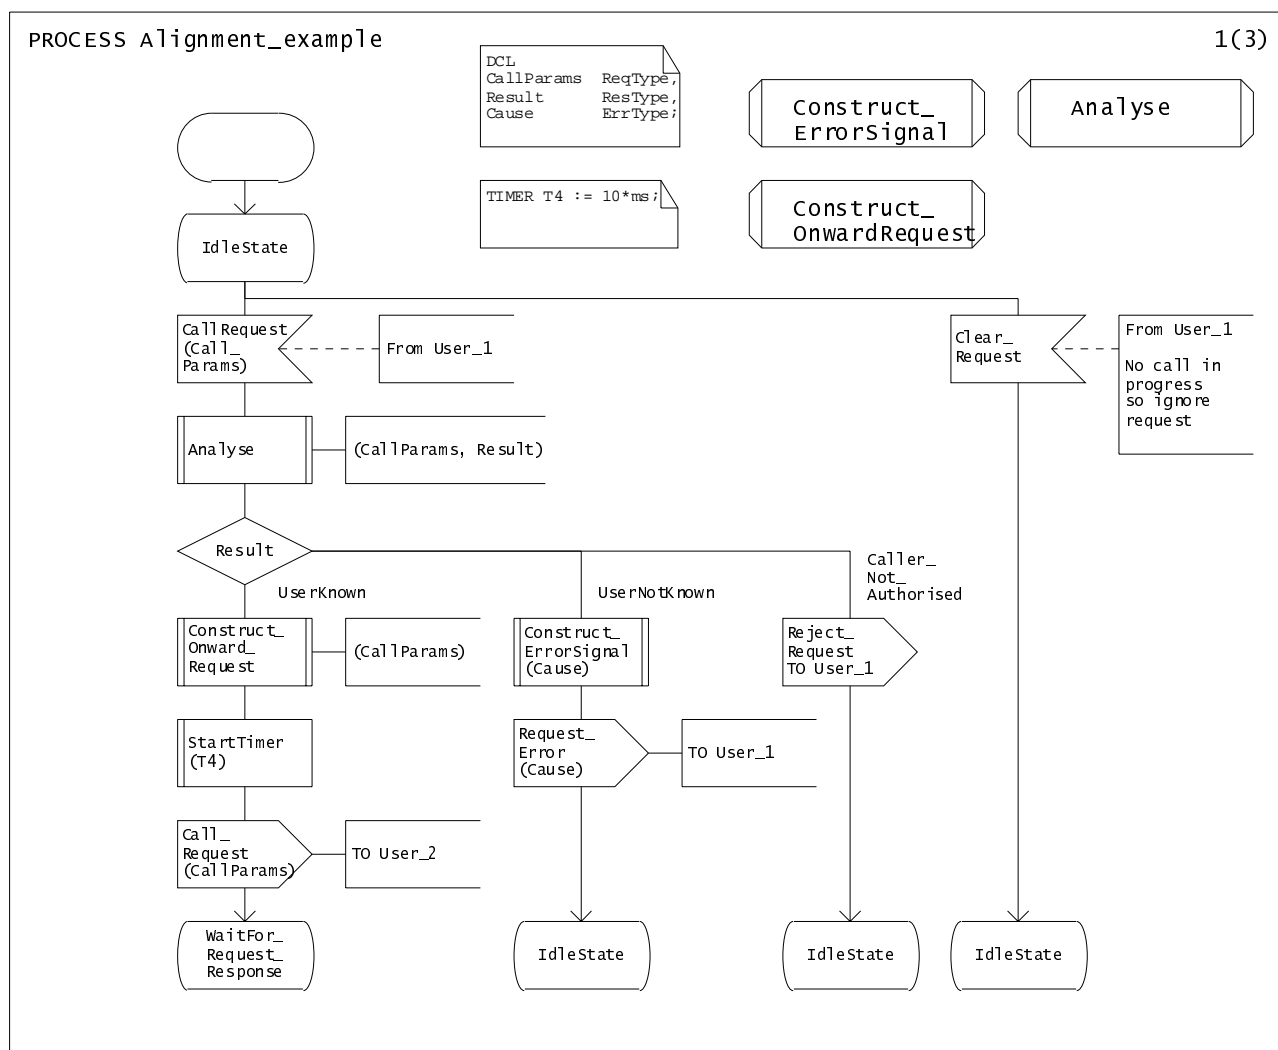 PROCESS Alignment_example
1(3)
DCL
CallParams ReqType,
Result ResType,
Cause ErrType;
Construct_
ErrorSignal
Analyse
TIMER T4 := 10*ms;
Construct_
OnwardRequest
IdleState
CallRequest
(Call_
Params)
From User_1
Clear_
Request
From User_1
No call in
progress
so ignore
request
Analyse
(CallParams, Result)
Result
UserKnown
UserNotKnown
Caller_
Not_
Authorised
Construct_
Onward_
Request
(CallParams)
Construct_
ErrorSignal
(Cause)
Reject_
Request
TO User_1
StartTimer
(T4)
Request_
Error
(Cause)
TO User_1
Call_
Request
(CallParams)
TO User_2
WaitFor_
Request_
Response
IdleState
IdleState
IdleState